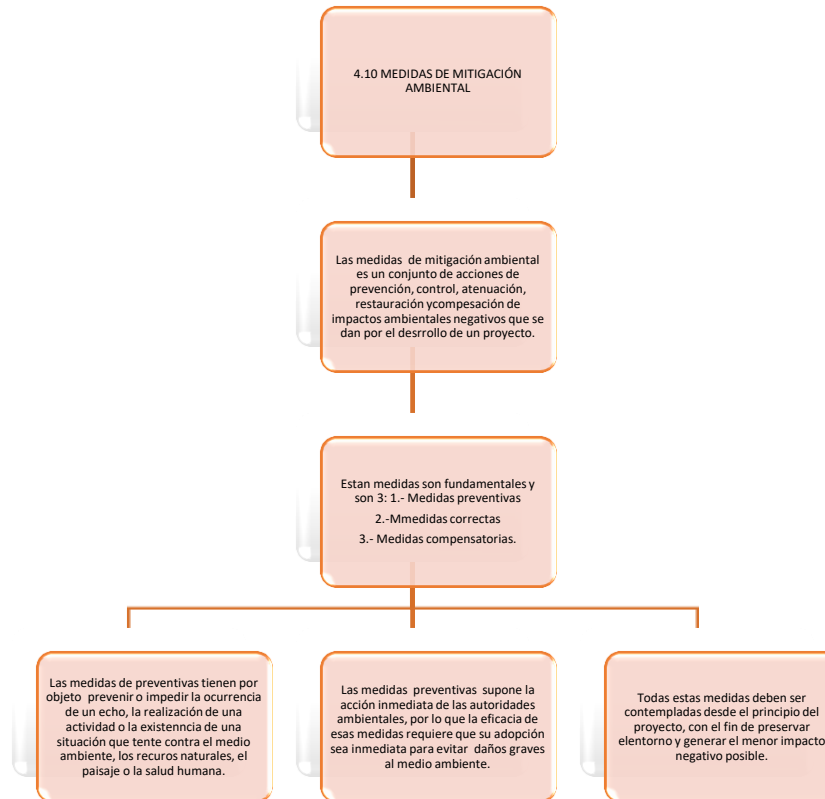 4.10 MEDIDAS DE MITIGACIÓN
AMBIENTAL
Las medidas de mitigación ambiental
es un conjunto de acciones de
prevención, control, atenuación,
restauración ycompesación de
impactos ambientales negativos que se
dan por el desrrollo de un proyecto.
Estan medidas son fundamentales y
son 3: 1.- Medidas preventivas
2.-Mmedidas correctas
3.- Medidas compensatorias.
Las medidas de preventivas tienen por
objeto prevenir o impedir la ocurrencia
de un echo, la realización de una
actividad o la existenncia de una
situación que tente contra el medio
ambiente, los recuros naturales, el
paisaje o la salud humana.
Las medidas preventivas supone la
acción inmediata de las autoridades
ambientales, por lo que la eficacia de
esas medidas requiere que su adopción
sea inmediata para evitar daños graves
al medio ambiente.
Todas estas medidas deben ser
contempladas desde el principio del
proyecto, con el fin de preservar
elentorno y generar el menor impacto
negativo posible.